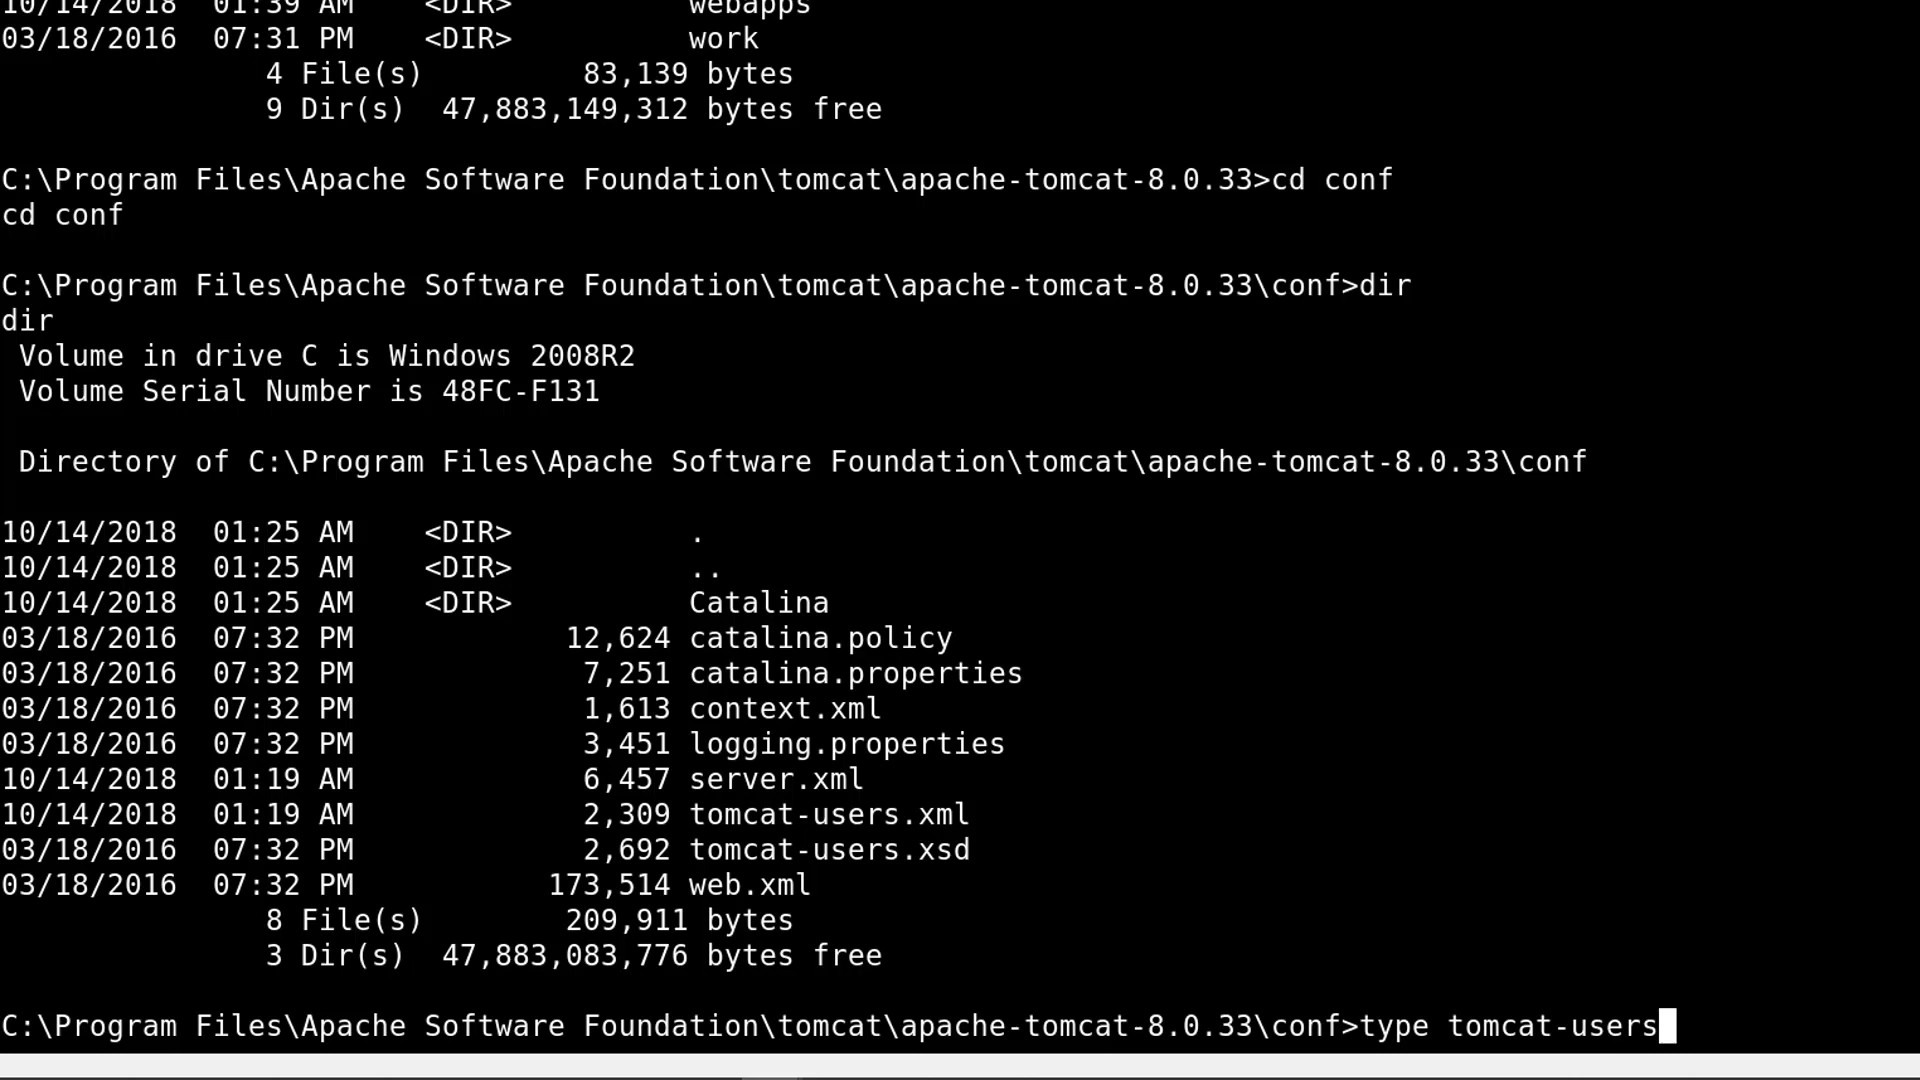 10/14/2018  01:39 AM    <DIR>          webapps
03/18/2016  07:31 PM    <DIR>          work
               4 File(s)         83,139 bytes
               9 Dir(s)  47,883,149,312 bytes free

C:\Program Files\Apache Software Foundation\tomcat\apache-tomcat-8.0.33>cd conf
cd conf

C:\Program Files\Apache Software Foundation\tomcat\apache-tomcat-8.0.33\conf>dir
dir
 Volume in drive C is Windows 2008R2
 Volume Serial Number is 48FC-F131

 Directory of C:\Program Files\Apache Software Foundation\tomcat\apache-tomcat-8.0.33\conf

10/14/2018  01:25 AM    <DIR>          .
10/14/2018  01:25 AM    <DIR>          ..
10/14/2018  01:25 AM    <DIR>          Catalina
03/18/2016  07:32 PM            12,624 catalina.policy
03/18/2016  07:32 PM             7,251 catalina.properties
03/18/2016  07:32 PM             1,613 context.xml
03/18/2016  07:32 PM             3,451 logging.properties
10/14/2018  01:19 AM             6,457 server.xml
10/14/2018  01:19 AM             2,309 tomcat-users.xml
03/18/2016  07:32 PM             2,692 tomcat-users.xsd
03/18/2016  07:32 PM           173,514 web.xml
               8 File(s)        209,911 bytes
               3 Dir(s)  47,883,083,776 bytes free

C:\Program Files\Apache Software Foundation\tomcat\apache-tomcat-8.0.33\conf>type tomcat-users